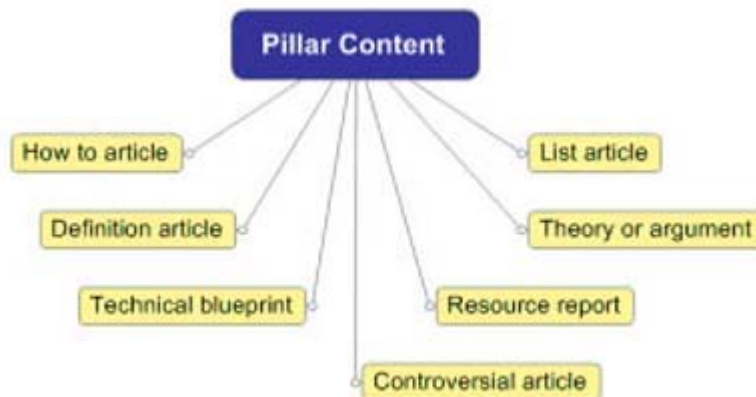 Pillar Content
How to article
List article
Definition article
Theory or argument
Technical blueprint
Resource report
Controversial article